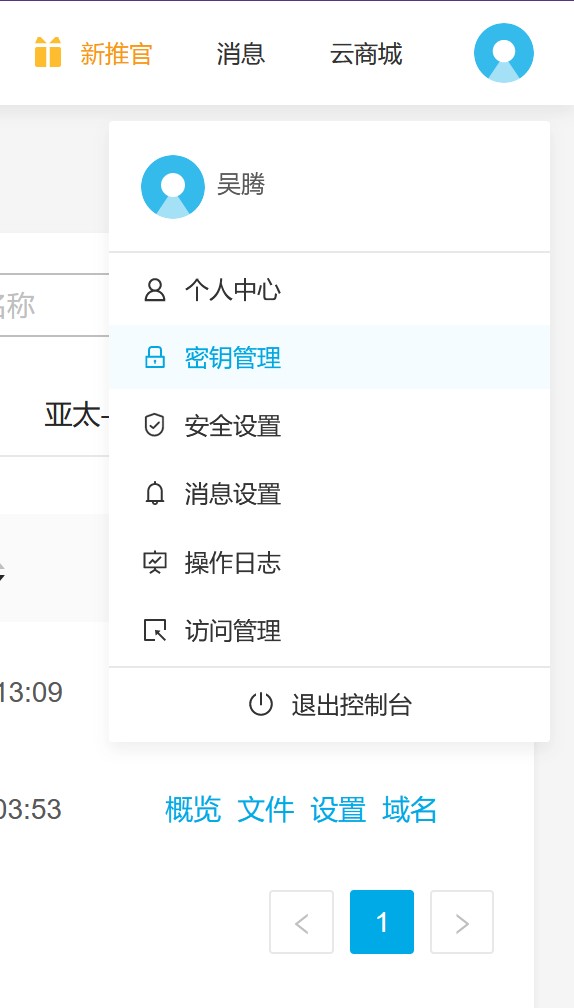 新推官 消息 云商城
吴腾
名称
个人中心
密钥管理
亚太-
安全设置
消息设置
操作日志
访问管理
13:09
退出控制台
03:53 概览 文件 设置 域名
< 1 >